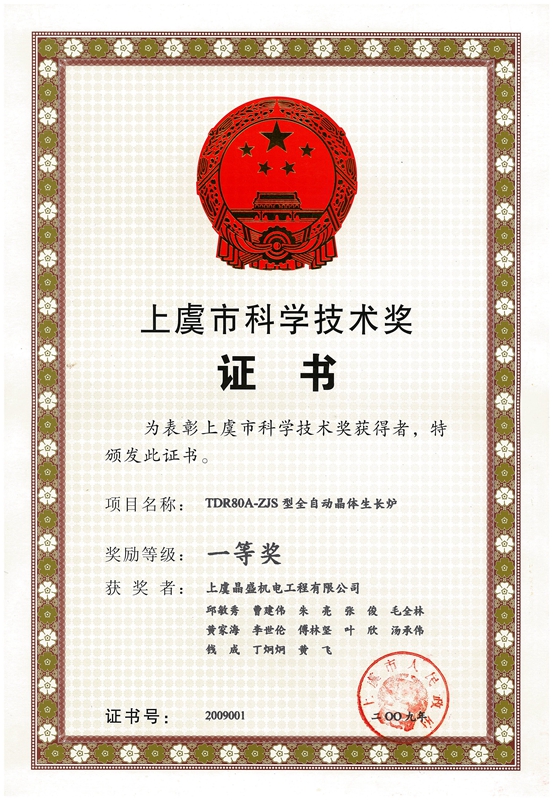 上虞市科学技术奖
证 书
为表彰上虞市科学技术奖获得者，特
颁发此证书。
项目名称： TDR80A-ZJS 型全自动晶体生长炉
奖励等级： 一等奖
获 奖 者： 上虞晶盛机电工程有限公司
邱敏秀 曹建伟 朱 亮 张 俊 毛全林
黄家海 李世伦 傅林坚 叶 欣 汤承伟
钱 成 丁炯炯 黄 飞
上虞市人民政府
二〇〇九年
证书号： 2009001